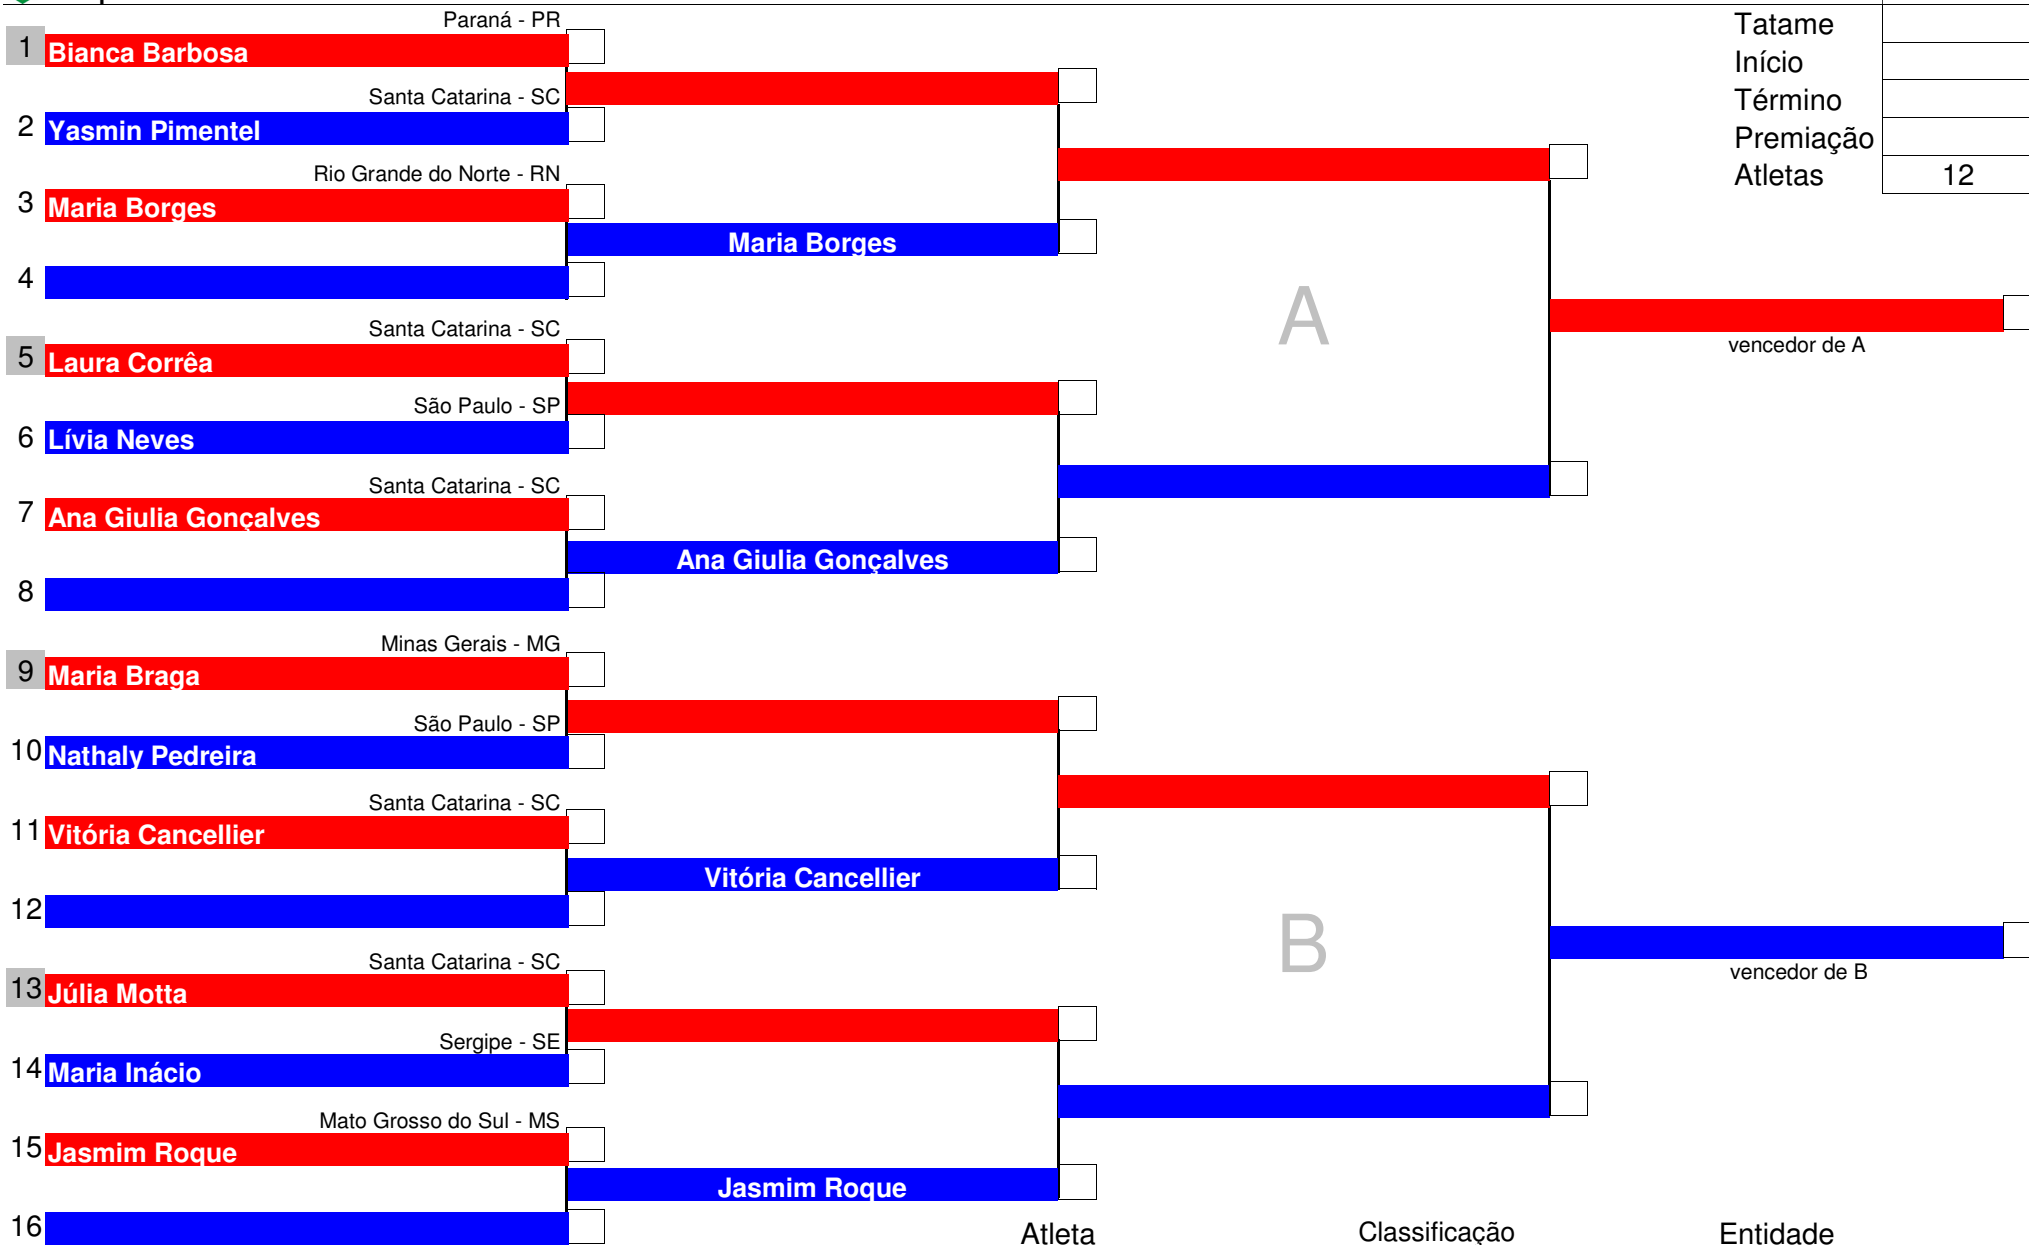 Paraná - PR
1 Bianca Barbosa
Santa Catarina - SC
2 Yasmin Pimentel
Rio Grande do Norte - RN
3 Maria Borges
Maria Borges
4
Santa Catarina - SC
5 Laura Corrêa
São Paulo - SP
6 Lívia Neves
Santa Catarina - SC
7 Ana Giulia Gonçalves
Ana Giulia Gonçalves
8
Minas Gerais - MG
9 Maria Braga
São Paulo - SP
10 Nathaly Pedreira
Santa Catarina - SC
11 Vitória Cancellier
Vitória Cancellier
12
Santa Catarina - SC
13 Júlia Motta
Sergipe - SE
14 Maria Inácio
Mato Grosso do Sul - MS
15 Jasmim Roque
Jasmim Roque
16
A
vencedor de A
B
vencedor de B
Tatame
Início
Término
Premiação
Atletas 12
Atleta Classificação Entidade